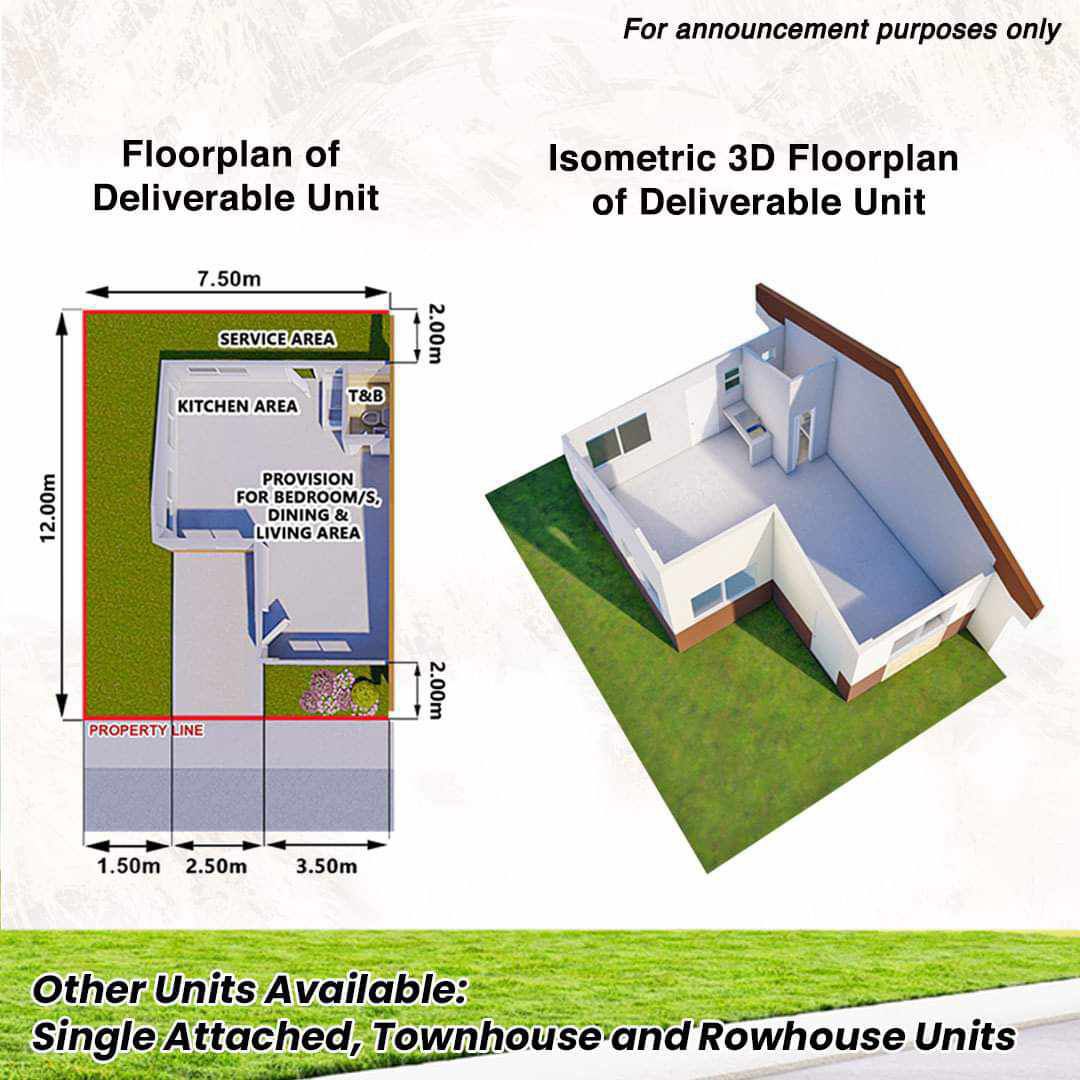 For announcement purposes only
Floorplan of
Deliverable Unit
Isometric 3D Floorplan
of Deliverable Unit
7.50m
2.00m
SERVICE AREA
KITCHEN AREA
T&B
12.00m
PROVISION
FOR BEDROOM/S,
DINING &
LIVING AREA
2.00m
PROPERTY LINE
1.50m
2.50m
3.50m
Other Units Available:
Single Attached, Townhouse and Rowhouse Units